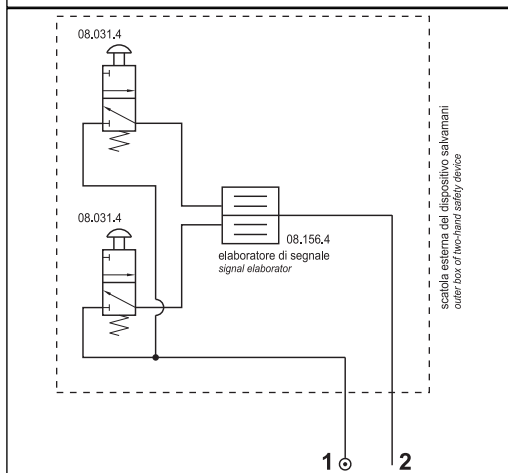 08.031.4
08.031.4
08.156.4
elaboratore di segnale
signal elaborator
scatola esterna del dispositivo salvamani
outer box of two-hand safety device
1
2